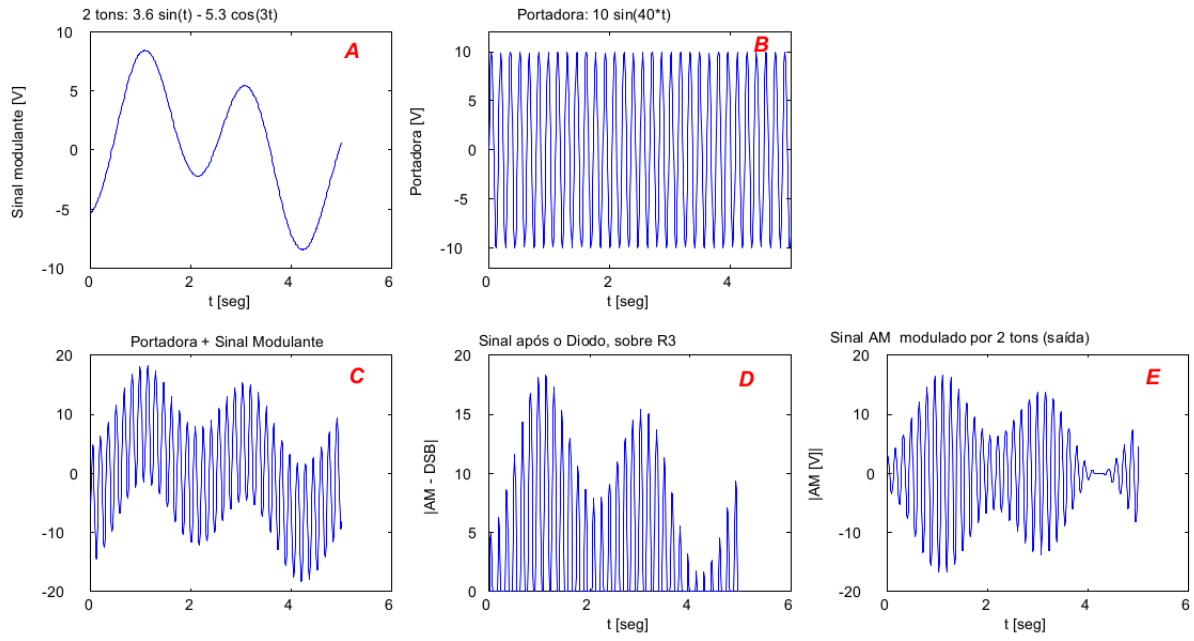 2 tons: 3.6 sin(t) - 5.3 cos(3t)
A
Sinal modulante [V]
10
5
0
-5
-10
0
2
4
6
t [seg]
Portadora: 10 sin(40*t)
B
Portadora [V]
10
5
0
-5
-10
0
2
4
6
t [seg]
Portadora + Sinal Modulante
C
20
10
0
-10
-20
0
2
4
6
t [seg]
Sinal após o Diodo, sobre R3
D
|AM - DSB|
20
15
10
5
0
0
2
4
6
t [seg]
Sinal AM modulado por 2 tons (saída)
E
|AM [V]|
20
10
0
-10
-20
0
2
4
6
t [seg]